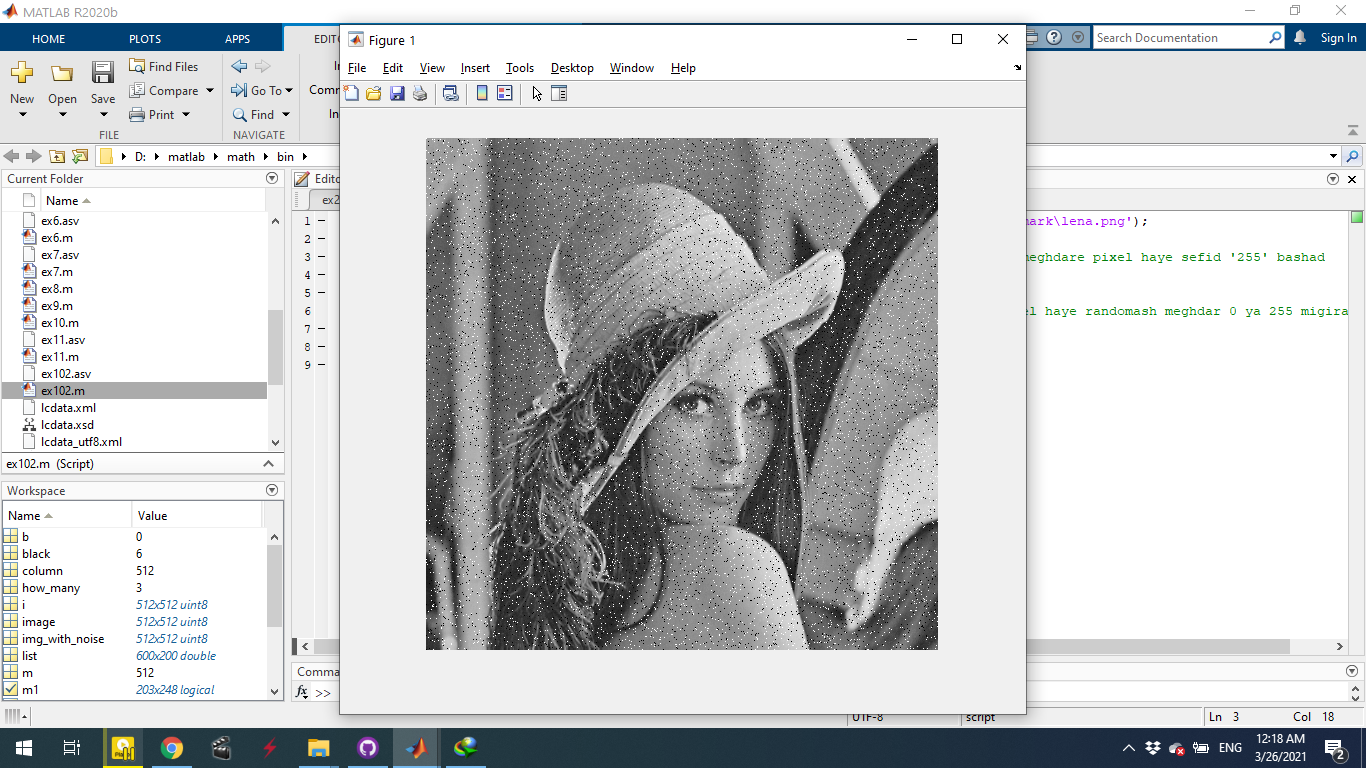 MATLAB R2020b
HOME PLOTS APPS EDIT
Search Documentation Sign In
New Open Save
Find Files
Compare
Print
Go To
Find
FILE NAVIGATE
D: matlab math bin
Current Folder
Name
ex6.asv
ex6.m
ex7.asv
ex7.m
ex8.m
ex9.m
ex10.m
ex11.asv
ex11.m
ex102.asv
ex102.m
lcdata.xml
lcdata.xsd
lcdata_utf8.xml
ex102.m (Script)
Workspace
Name Value
b 0
black 6
column 512
how_many 3
i 512x512 uint8
image 512x512 uint8
img_with_noise 512x512 uint8
list 600x200 double
m 512
m1 203x248 logical
Figure 1
File Edit View Insert Tools Desktop Window Help
Edito
ex2
1 –
2 –
3 –
4 –
5 –
6 –
7 –
8 –
9 –
mark\lena.png');
meghdare pixel haye sefid '255' bashad
el haye randomash meghdar 0 ya 255 migira
Comma
fx >>
UTF-8 script Ln 3 Col 18
ENG
12:18 AM
3/26/2021
2